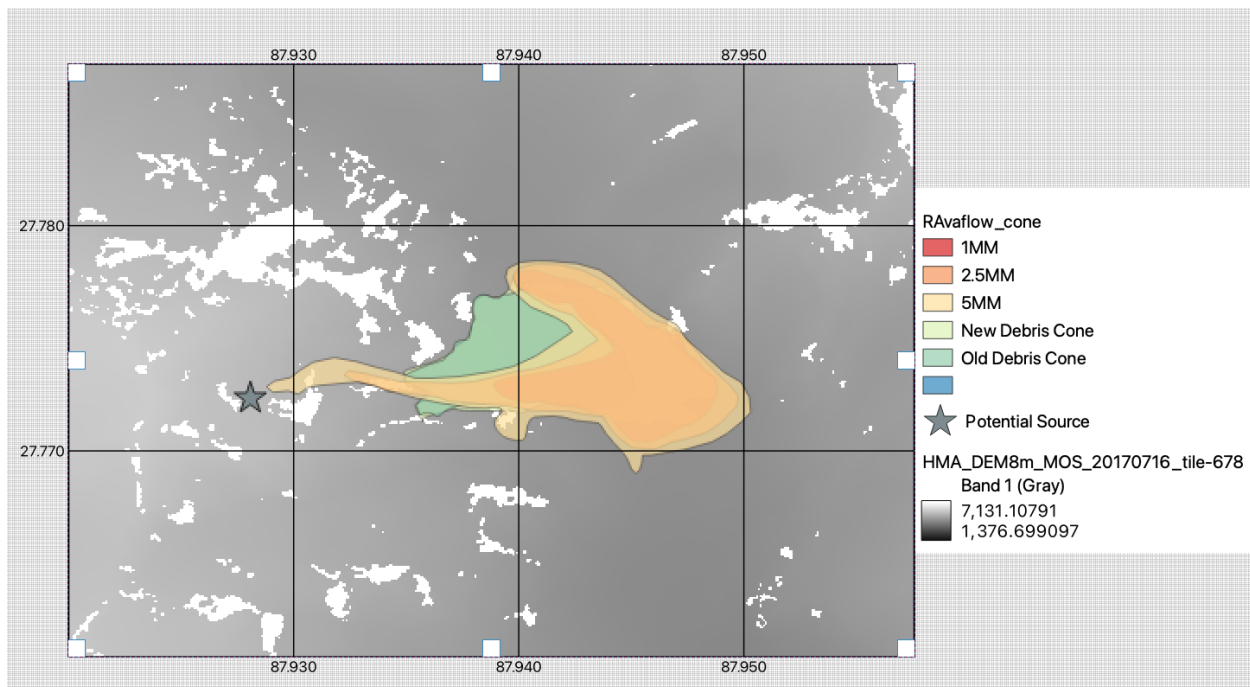 87.930 87.940 87.950
27.780
27.770
87.930 87.940 87.950
RAvaflow_cone
1MM
2.5MM
5MM
New Debris Cone
Old Debris Cone
Potential Source
HMA_DEM8m_MOS_20170716_tile-678
Band 1 (Gray)
7,131.10791
1,376.699097